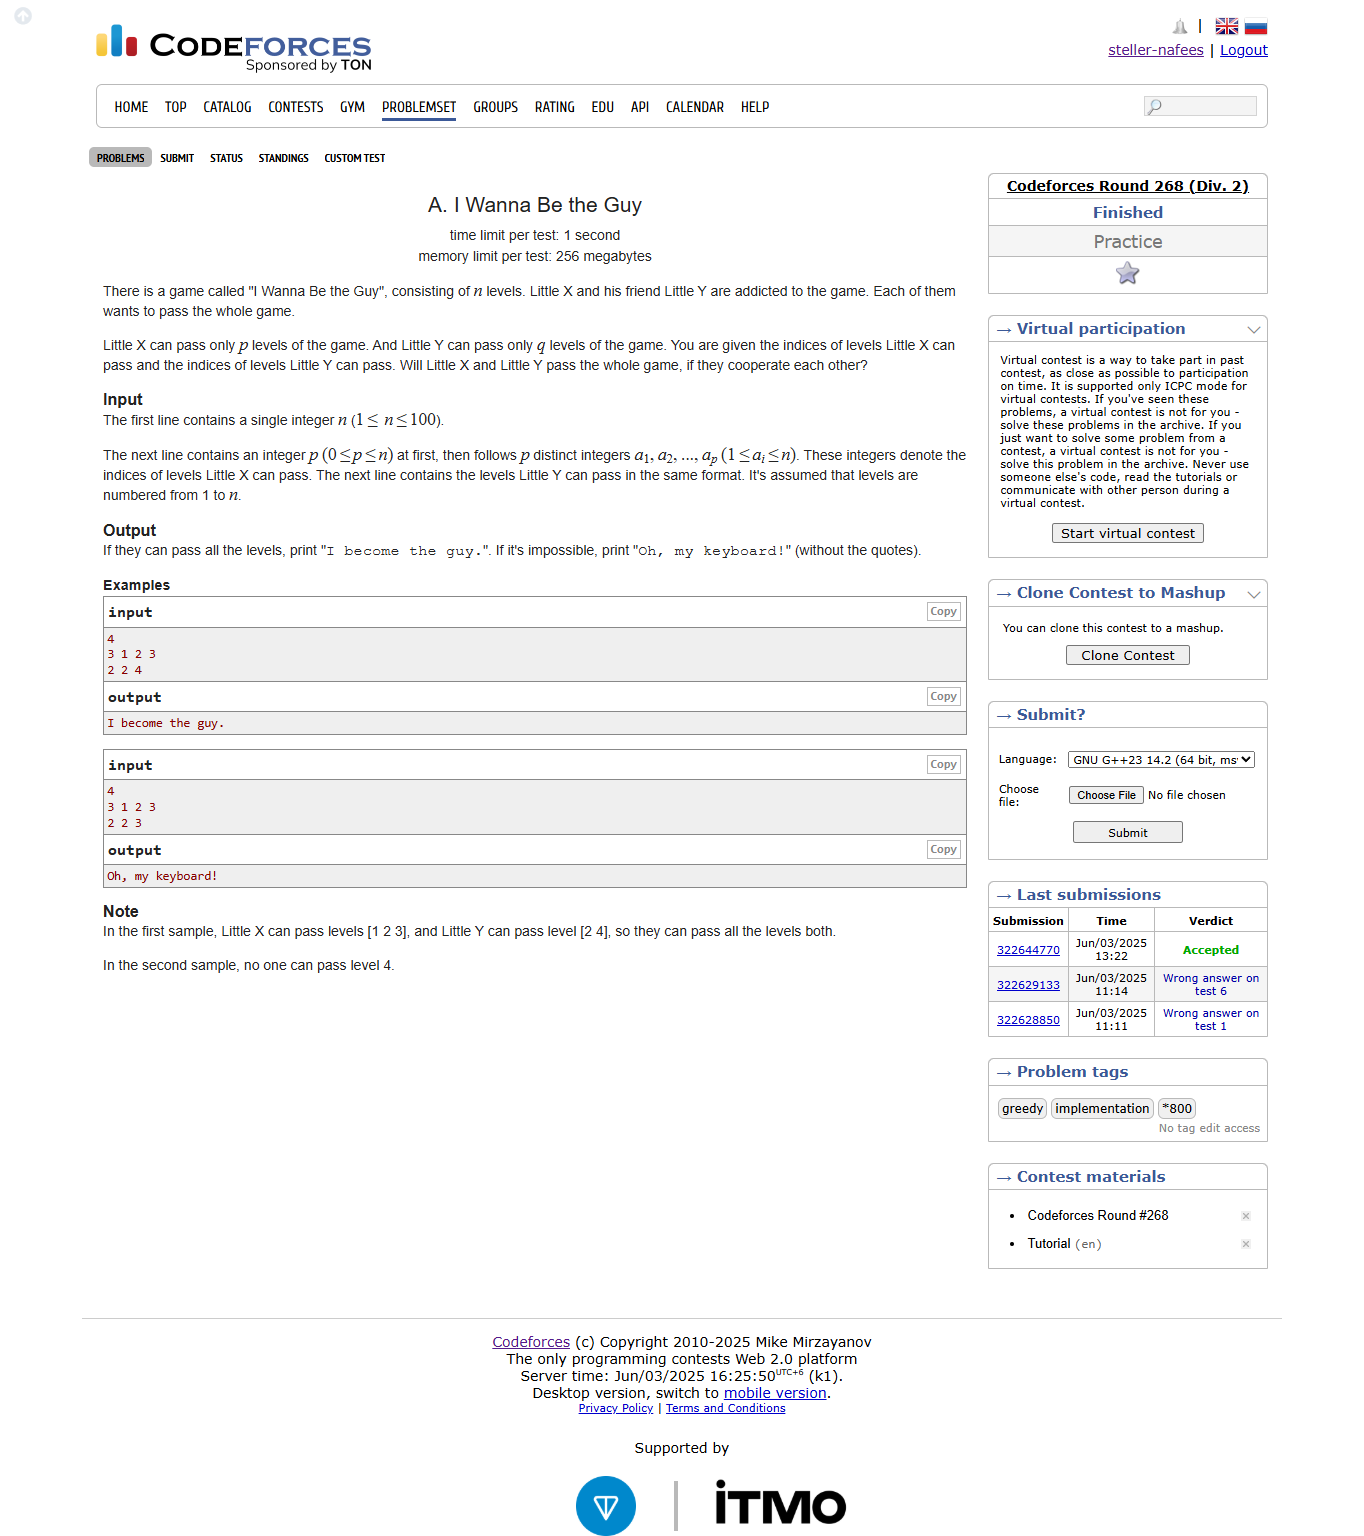 CODEFORCES
Sponsored by TON
|
steller-nafees | Logout
HOME TOP CATALOG CONTESTS GYM PROBLEMSET GROUPS RATING EDU API CALENDAR HELP
PROBLEMS SUBMIT STATUS STANDINGS CUSTOM TEST
A. I Wanna Be the Guy
time limit per test: 1 second
memory limit per test: 256 megabytes
There is a game called "I Wanna Be the Guy", consisting of n levels. Little X and his friend Little Y are addicted to the game. Each of them
wants to pass the whole game.
Little X can pass only p levels of the game. And Little Y can pass only q levels of the game. You are given the indices of levels Little X can
pass and the indices of levels Little Y can pass. Will Little X and Little Y pass the whole game, if they cooperate each other?
Input
The first line contains a single integer n (1 ≤ n ≤ 100).
The next line contains an integer p (0 ≤ p ≤ n) at first, then follows p distinct integers a1, a2, ..., ap (1 ≤ ai ≤ n). These integers denote the
indices of levels Little X can pass. The next line contains the levels Little Y can pass in the same format. It's assumed that levels are
numbered from 1 to n.
Output
If they can pass all the levels, print "I become the guy.". If it's impossible, print "Oh, my keyboard!" (without the quotes).
Examples
input
Copy
4
3 1 2 3
2 2 4
output
Copy
I become the guy.
input
Copy
4
3 1 2 3
2 2 3
output
Copy
Oh, my keyboard!
Note
In the first sample, Little X can pass levels [1 2 3], and Little Y can pass level [2 4], so they can pass all the levels both.
In the second sample, no one can pass level 4.
Codeforces Round 268 (Div. 2)
Finished
Practice
→ Virtual participation
Virtual contest is a way to take part in past
contest, as close as possible to participation
on time. It is supported only ICPC mode for
virtual contests. If you've seen these
problems, a virtual contest is not for you -
solve these problems in the archive. If you
just want to solve some problem from a
contest, a virtual contest is not for you -
solve this problem in the archive. Never use
someone else's code, read the tutorials or
communicate with other person during a
virtual contest.
Start virtual contest
→ Clone Contest to Mashup
You can clone this contest to a mashup.
Clone Contest
→ Submit?
Language: GNU G++23 14.2 (64 bit, ms
Choose
file:
Choose File No file chosen
Submit
→ Last submissions
Submission Time Verdict
322644770 Jun/03/2025 13:22 Accepted
322629133 Jun/03/2025 11:14 Wrong answer on test 6
322628850 Jun/03/2025 11:11 Wrong answer on test 1
→ Problem tags
greedy implementation *800
No tag edit access
→ Contest materials
• Codeforces Round #268
• Tutorial (en)
Codeforces (c) Copyright 2010-2025 Mike Mirzayanov
The only programming contests Web 2.0 platform
Server time: Jun/03/2025 16:25:50UTC+6 (k1).
Desktop version, switch to mobile version.
Privacy Policy | Terms and Conditions
Supported by
iTMO